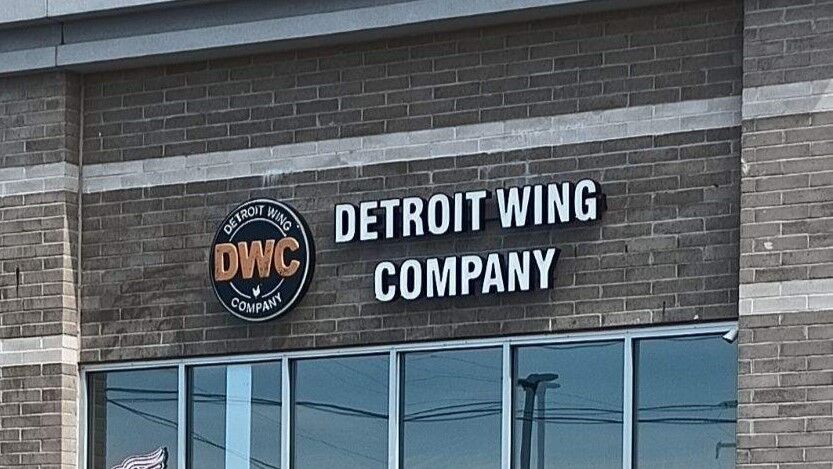 DETROIT WING
DWC
COMPANY
DETROIT WING
COMPANY